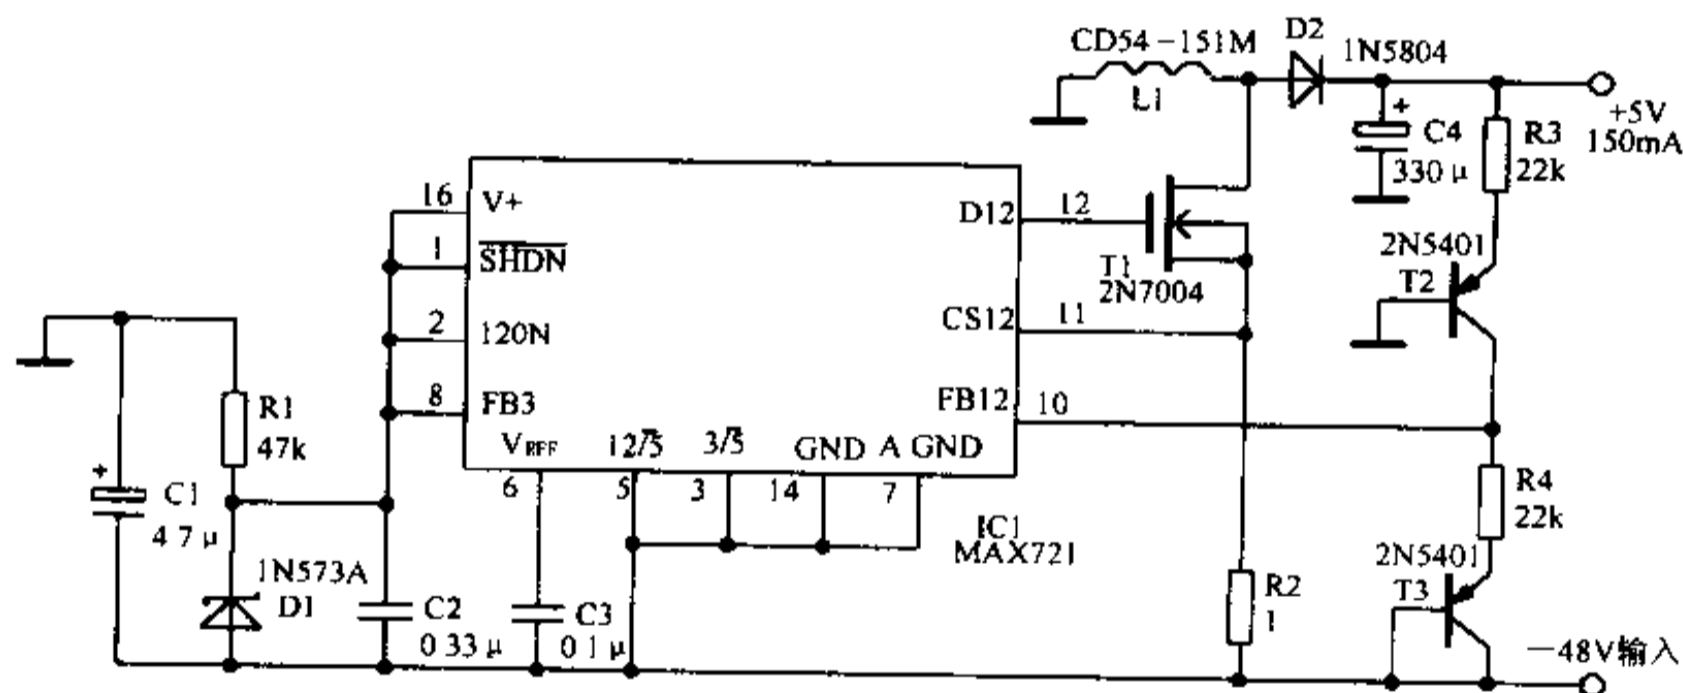 CD54-151M
L1
D2
1N5804
+
C4
330μ
R3
22k
+5V
150mA
16
V+
1
SHDN
2
120N
8
FB3
VREF
6
12/5
5
3/5
3
GND
14
A GND
7
D12
12
CS12
11
FB12
10
T1
2N7004
2N5401
T2
R1
47k
+
C1
4 7μ
1N573A
D1
C2
0 33μ
C3
0 1μ
IC1
MAX721
R2
1
R4
22k
2N5401
T3
-48V输入